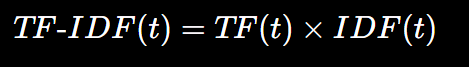 TF-IDF(t) = TF(t) × IDF(t)